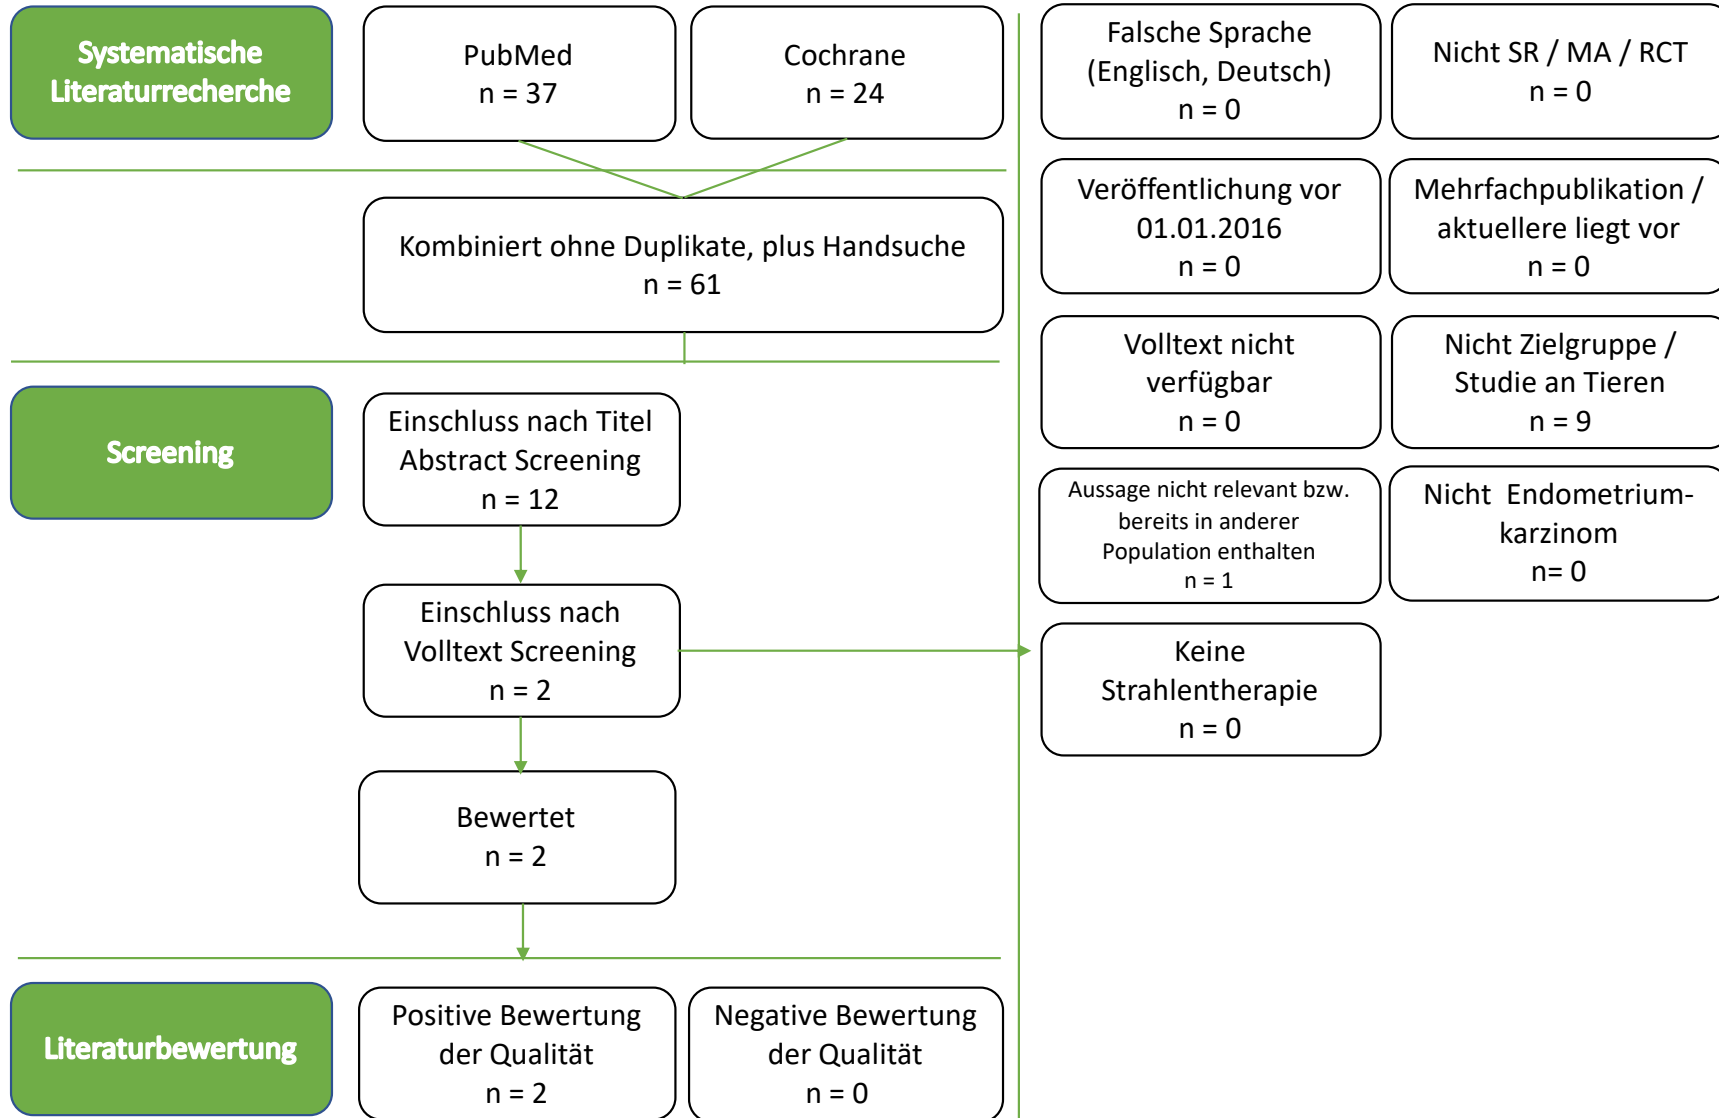 Systematische
Literaturrecherche
PubMed
n = 37
Cochrane
n = 24
Kombiniert ohne Duplikate, plus Handsuche
n = 61
Screening
Einschluss nach Titel
Abstract Screening
n = 12
Einschluss nach
Volltext Screening
n = 2
Bewertet
n = 2
Literaturbewertung
Positive Bewertung
der Qualität
n = 2
Negative Bewertung
der Qualität
n = 0
Falsche Sprache
(Englisch, Deutsch)
n = 0
Nicht SR / MA / RCT
n = 0
Veröffentlichung vor
01.01.2016
n = 0
Mehrfachpublikation /
aktuellere liegt vor
n = 0
Volltext nicht
verfügbar
n = 0
Nicht Zielgruppe /
Studie an Tieren
n = 9
Aussage nicht relevant bzw.
bereits in anderer
Population enthalten
n = 1
Nicht Endometrium-
karzinom
n= 0
Keine
Strahlentherapie
n = 0